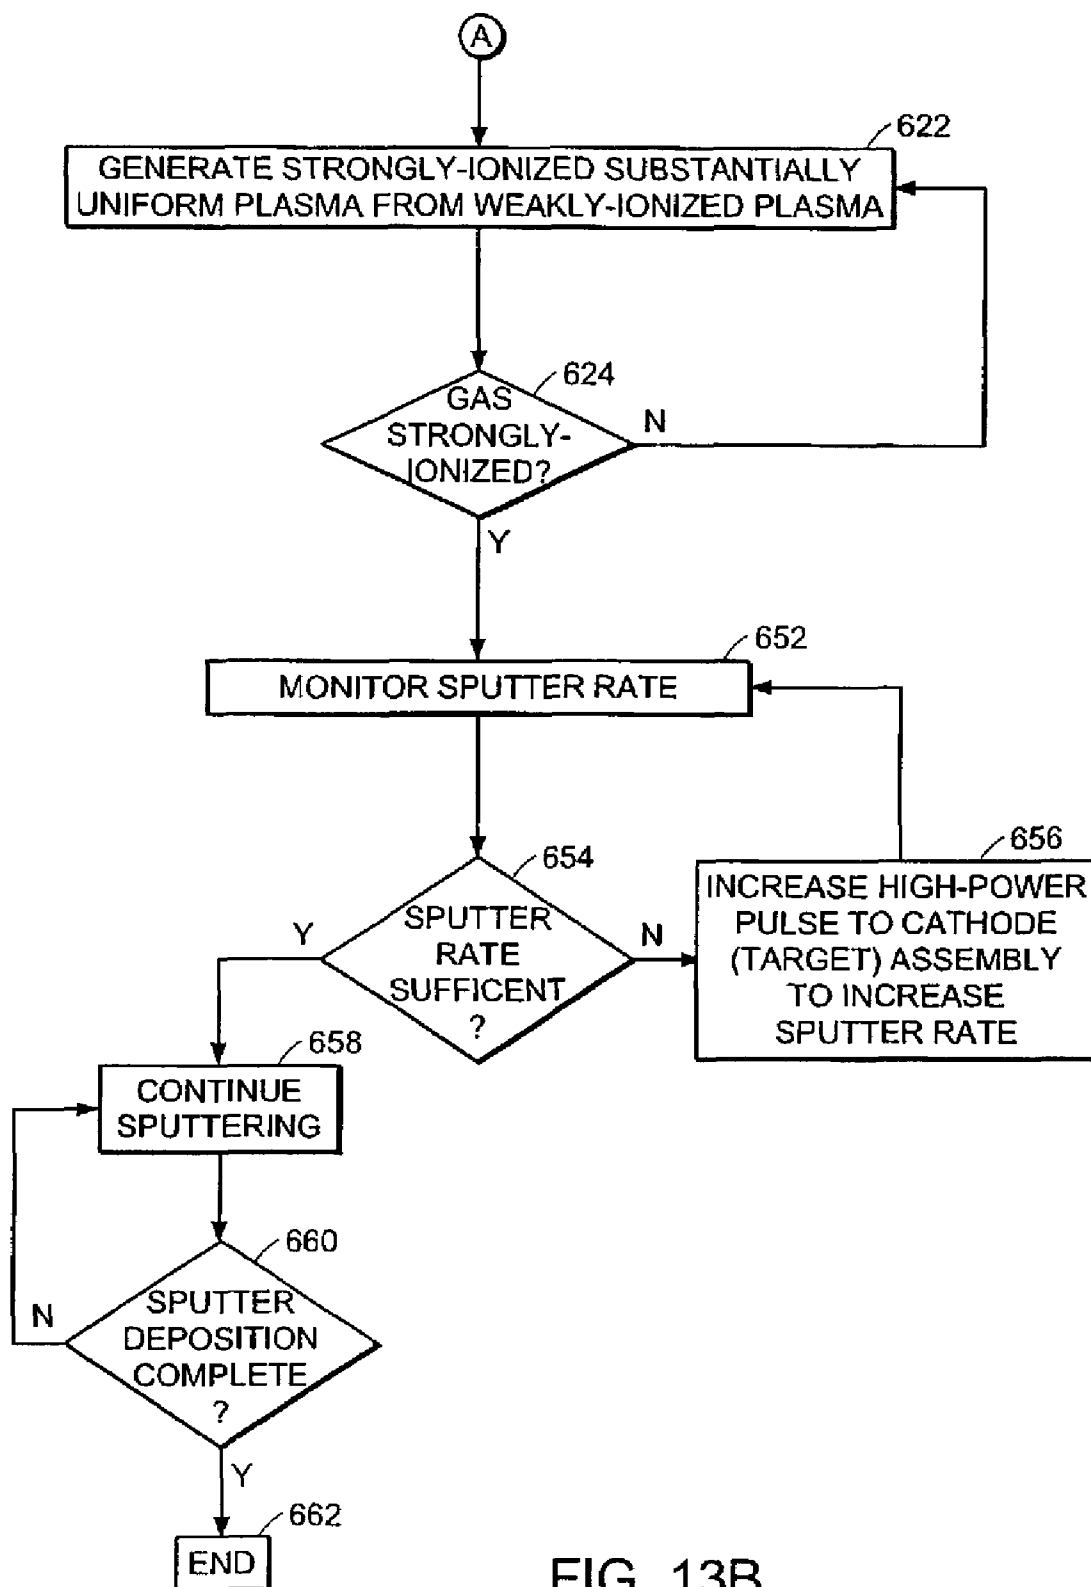 A
622
GENERATE STRONGLY-IONIZED SUBSTANTIALLY
UNIFORM PLASMA FROM WEAKLY-IONIZED PLASMA
624
GAS
STRONGLY-
IONIZED?
N
Y
652
MONITOR SPUTTER RATE
654
SPUTTER
RATE
SUFFICENT
?
Y
N
656
INCREASE HIGH-POWER
PULSE TO CATHODE
(TARGET) ASSEMBLY
TO INCREASE
SPUTTER RATE
658
CONTINUE
SPUTTERING
660
SPUTTER
DEPOSITION
COMPLETE
?
N
Y
662
END
FIG. 13B